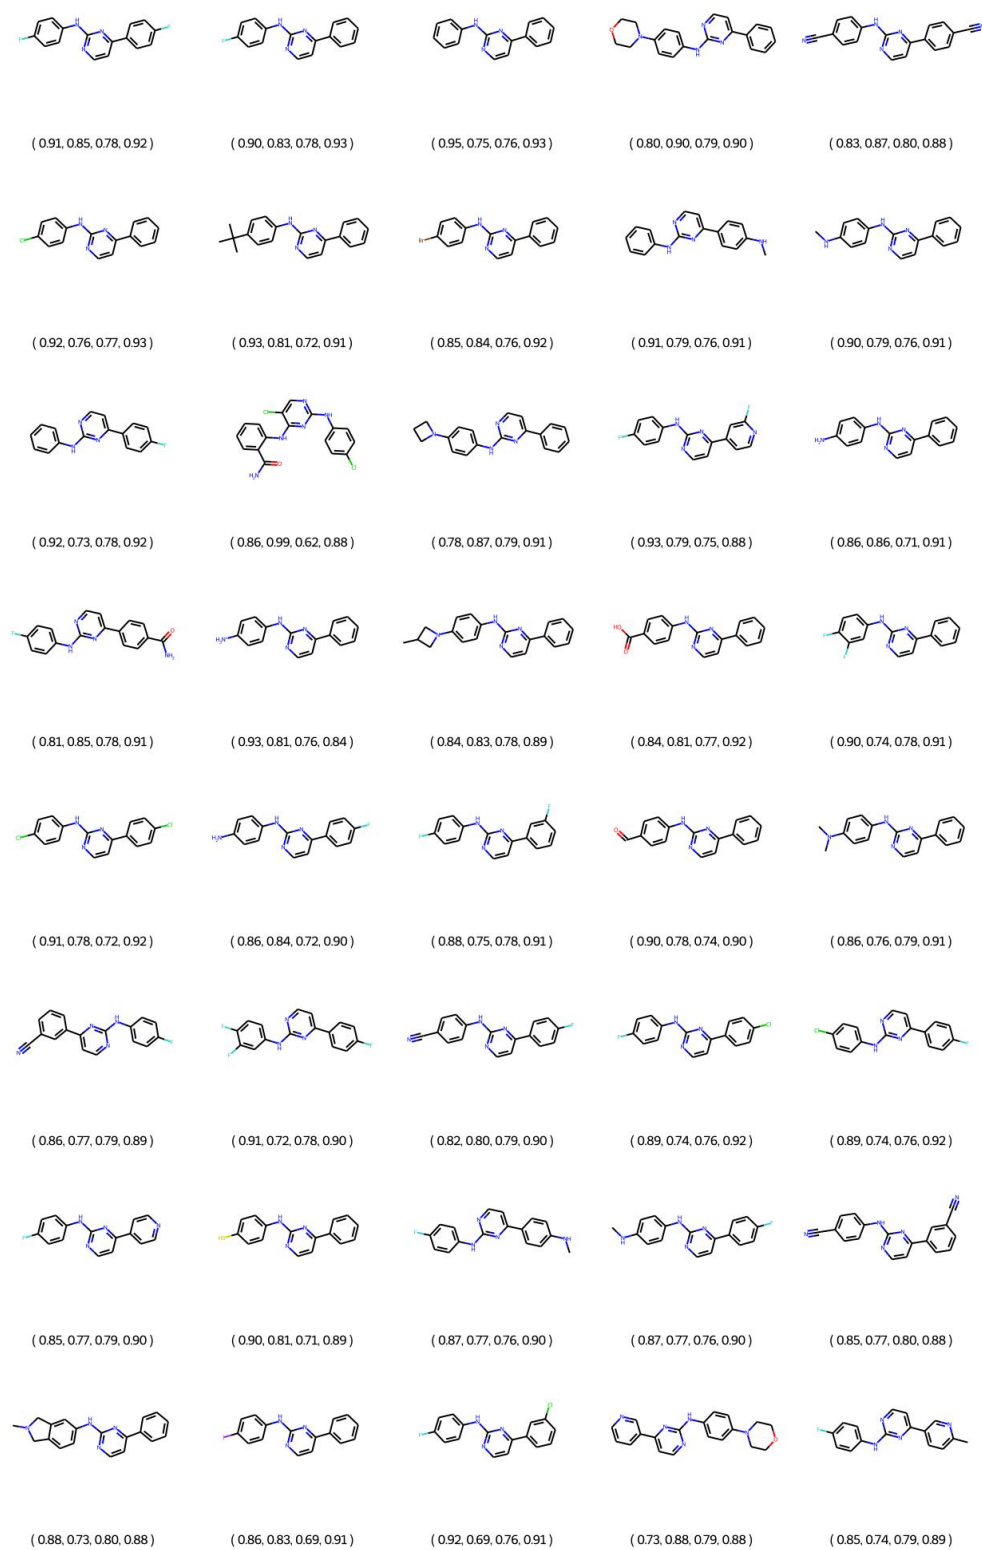 ( 0.91, 0.85, 0.78, 0.92 ) ( 0.90, 0.83, 0.78, 0.93 ) ( 0.95, 0.75, 0.76, 0.93 ) ( 0.80, 0.90, 0.79, 0.90 ) ( 0.83, 0.87, 0.80, 0.88 )
( 0.92, 0.76, 0.77, 0.93 ) ( 0.93, 0.81, 0.72, 0.91 ) ( 0.85, 0.84, 0.76, 0.92 ) ( 0.91, 0.79, 0.76, 0.91 ) ( 0.90, 0.79, 0.76, 0.91 )
( 0.92, 0.73, 0.78, 0.92 ) ( 0.86, 0.99, 0.62, 0.88 ) ( 0.78, 0.87, 0.79, 0.91 ) ( 0.93, 0.79, 0.75, 0.88 ) ( 0.86, 0.86, 0.71, 0.91 )
( 0.81, 0.85, 0.78, 0.91 ) ( 0.93, 0.81, 0.76, 0.84 ) ( 0.84, 0.83, 0.78, 0.89 ) ( 0.84, 0.81, 0.77, 0.92 ) ( 0.90, 0.74, 0.78, 0.91 )
( 0.91, 0.78, 0.72, 0.92 ) ( 0.86, 0.84, 0.72, 0.90 ) ( 0.88, 0.75, 0.78, 0.91 ) ( 0.90, 0.78, 0.74, 0.90 ) ( 0.86, 0.76, 0.79, 0.91 )
( 0.86, 0.77, 0.79, 0.89 ) ( 0.91, 0.72, 0.78, 0.90 ) ( 0.82, 0.80, 0.79, 0.90 ) ( 0.89, 0.74, 0.76, 0.92 ) ( 0.89, 0.74, 0.76, 0.92 )
( 0.85, 0.77, 0.79, 0.90 ) ( 0.90, 0.81, 0.71, 0.89 ) ( 0.87, 0.77, 0.76, 0.90 ) ( 0.87, 0.77, 0.76, 0.90 ) ( 0.85, 0.77, 0.80, 0.88 )
( 0.88, 0.73, 0.80, 0.88 ) ( 0.86, 0.83, 0.69, 0.91 ) ( 0.92, 0.69, 0.76, 0.91 ) ( 0.73, 0.88, 0.79, 0.88 ) ( 0.85, 0.74, 0.79, 0.89 )